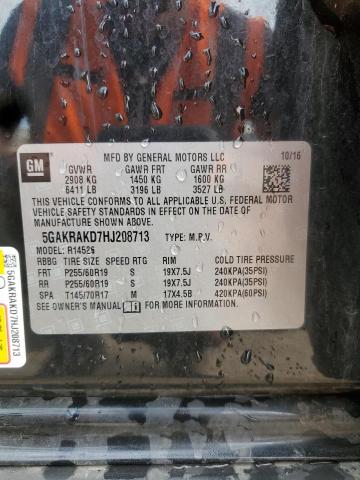 GM
MFD BY GENERAL MOTORS LLC
10/16
GVWR GAWR FRT GAWR RR
2908 KG 1450 KG 1600 KG
6411 LB 3196 LB 3527 LB
THIS VEHICLE CONFORMS TO ALL APPLICABLE U.S. FEDERAL MOTOR
VEHICLE SAFETY STANDARDS IN EFFECT ON THE DATE OF
MANUFACTURE SHOWN ABOVE.
5GAKRAKD7HJ208713 TYPE: M.P.V.
MODEL: R14526
RBBG TIRE SIZE SPEED RTG RIM COLD TIRE PRESSURE
FRT P255/60R19 S 19X7.5J 240KPA(35PSI)
RR P255/60R19 S 19X7.5J 240KPA(35PSI)
SPA T145/70R17 M 17X4.5B 420KPA(60PSI)
SEE OWNER'S MANUAL FOR MORE INFORMATION.
5GAKRAKD7HJ208713